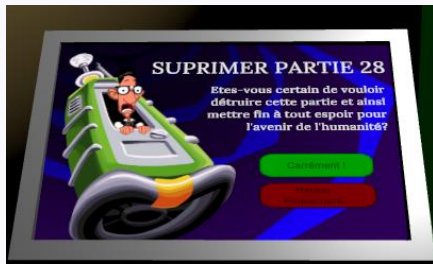 SUPRIMER PARTIE 28
Etes-vous certain de vouloir
détruire cette partie et ainsi
mettre fin à tout espoir pour
l'avenir de l'humanité?
Carrément !